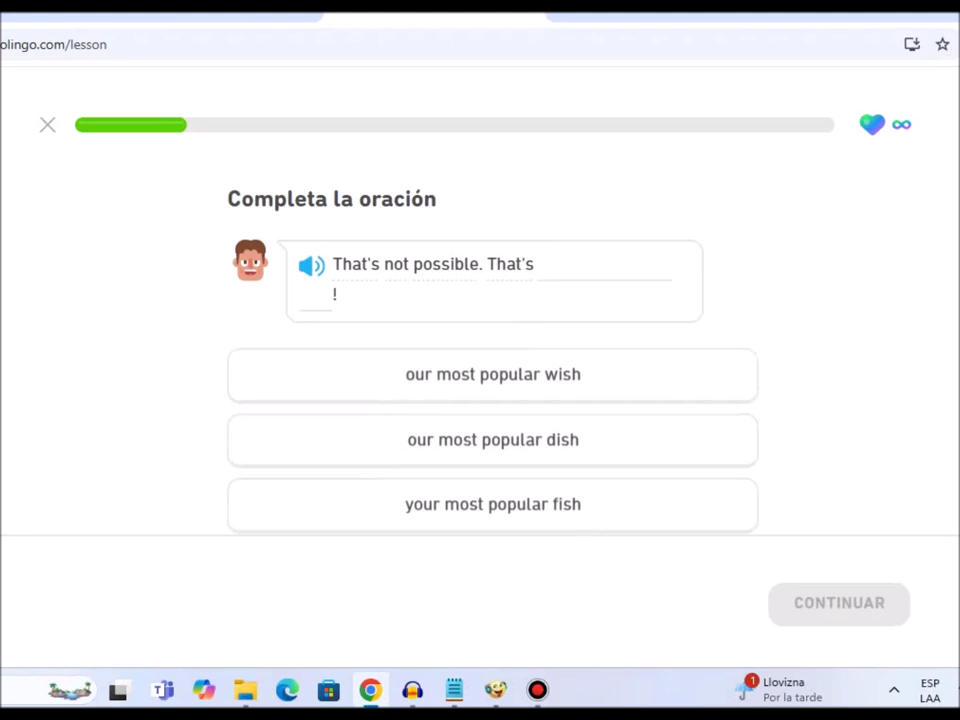 olingo.com/lesson
Completa la oración
That's not possible. That's
!
our most popular wish
our most popular dish
your most popular fish
CONTINUAR
1
Llovizna
Por la tarde
ESP
LAA